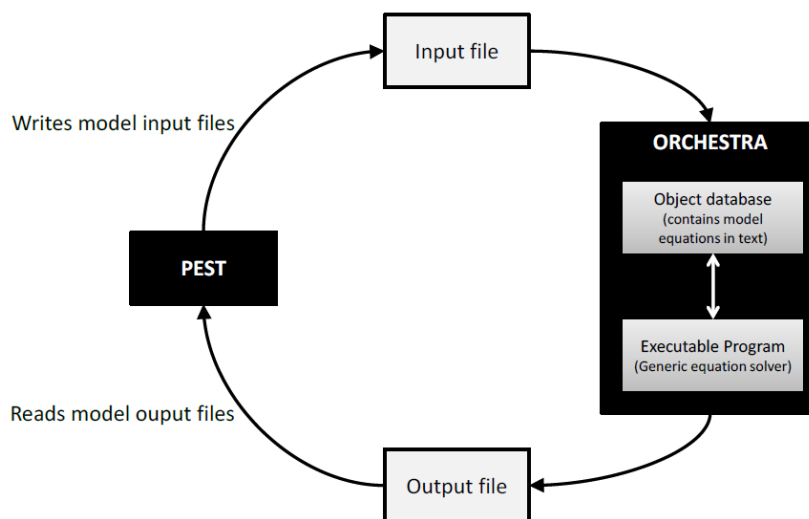 Input file
Writes model input files
ORCHESTRA
Object database
(contains model
equations in text)
PEST
Executable Program
(Generic equation solver)
Reads model ouput files
Output file